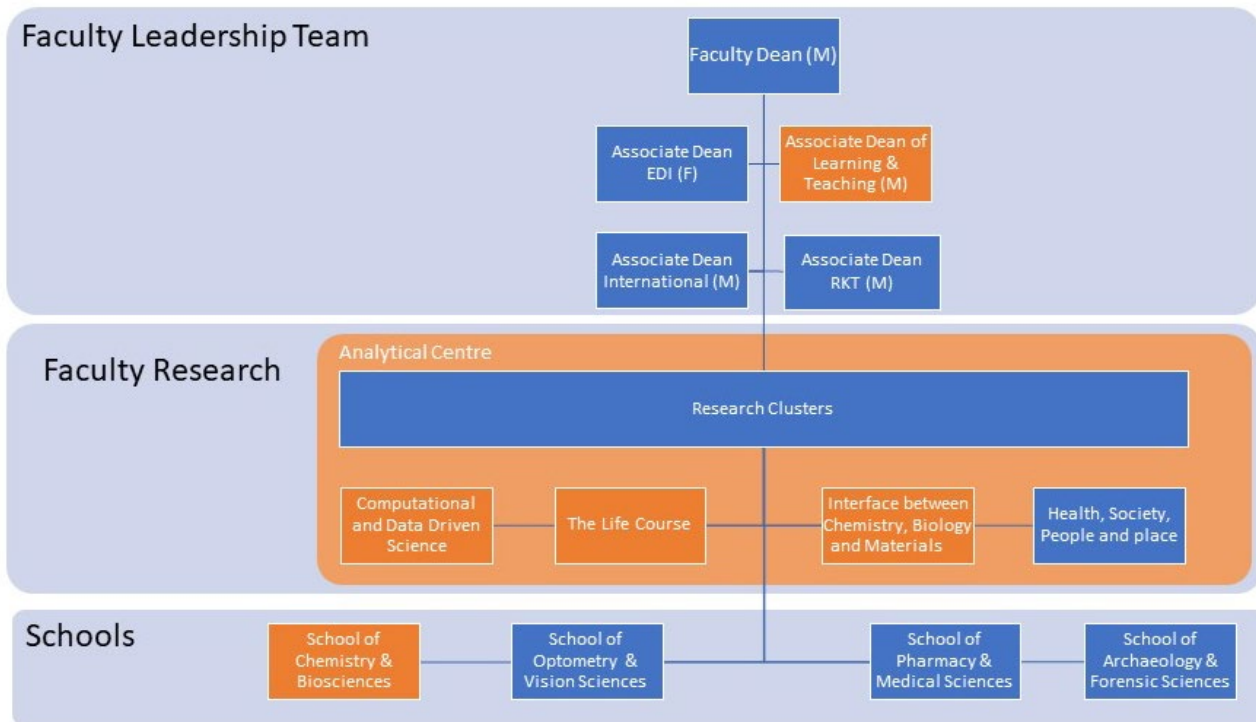 Faculty Leadership Team
Faculty Dean (M)
Associate Dean
EDI (F)
Associate Dean of
Learning &
Teaching (M)
Associate Dean
International (M)
Associate Dean
RKT (M)
Faculty Research
Analytical Centre
Research Clusters
Computational
and Data Driven
Science
The Life Course
Interface between
Chemistry, Biology
and Materials
Health, Society,
People and place
Schools
School of
Chemistry &
Biosciences
School of
Optometry &
Vision Sciences
School of
Pharmacy &
Medical Sciences
School of
Archaeology &
Forensic Sciences